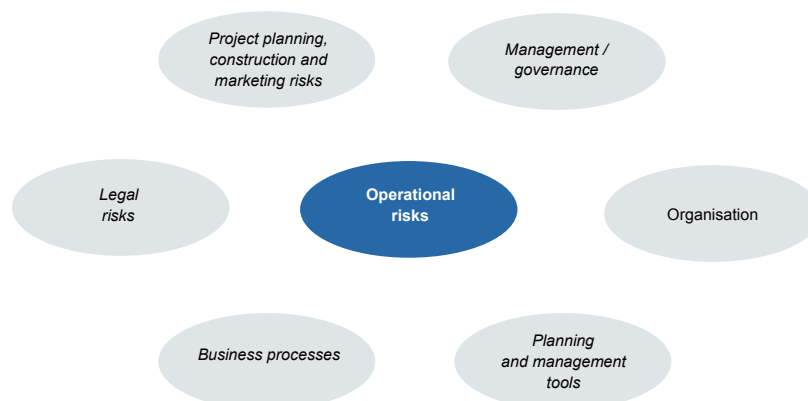 Project planning,
construction and
marketing risks
Management /
governance
Legal
risks
Operational
risks
Organisation
Business processes
Planning
and management
tools